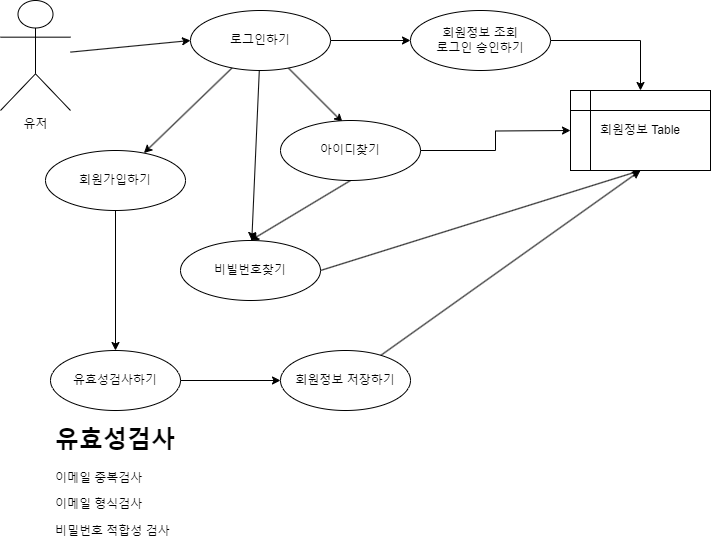 로그인하기
회원정보 조회
로그인 승인하기
유저
회원정보 Table
아이디찾기
회원가입하기
비빌번호찾기
유효성검사하기
회원정보 저장하기
유효성검사
이메일 중복검사
이메일 형식검사
비밀번호 적합성 검사